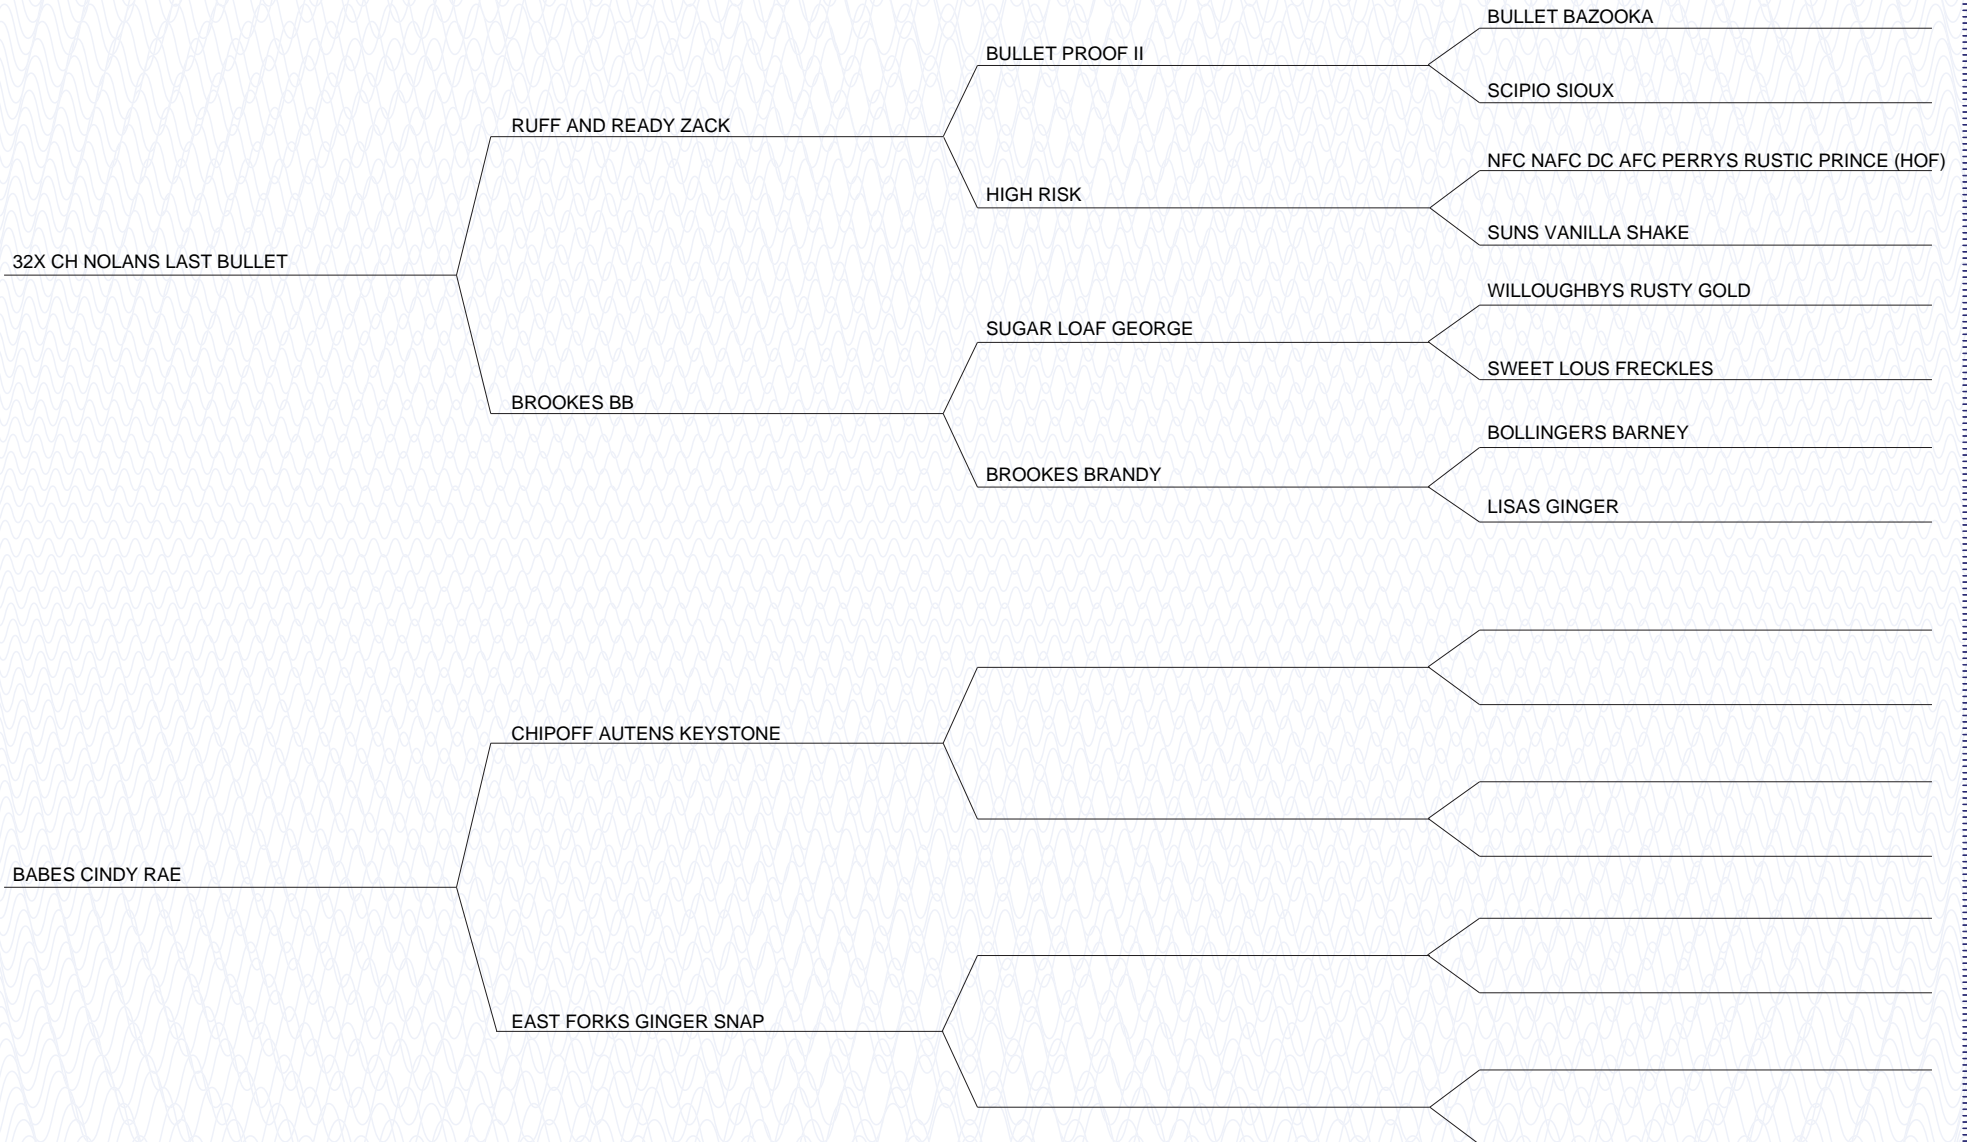 BULLET BAZOOKA
BULLET PROOF II
SCIPIO SIOUX
RUFF AND READY ZACK
NFC NAFC DC AFC PERRYS RUSTIC PRINCE (HOF)
HIGH RISK
SUNS VANILLA SHAKE
32X CH NOLANS LAST BULLET
WILLOUGHBYS RUSTY GOLD
SUGAR LOAF GEORGE
SWEET LOUS FRECKLES
BROOKES BB
BOLLINGERS BARNEY
BROOKES BRANDY
LISAS GINGER
CHIPOFF AUTENS KEYSTONE
BABES CINDY RAE
EAST FORKS GINGER SNAP